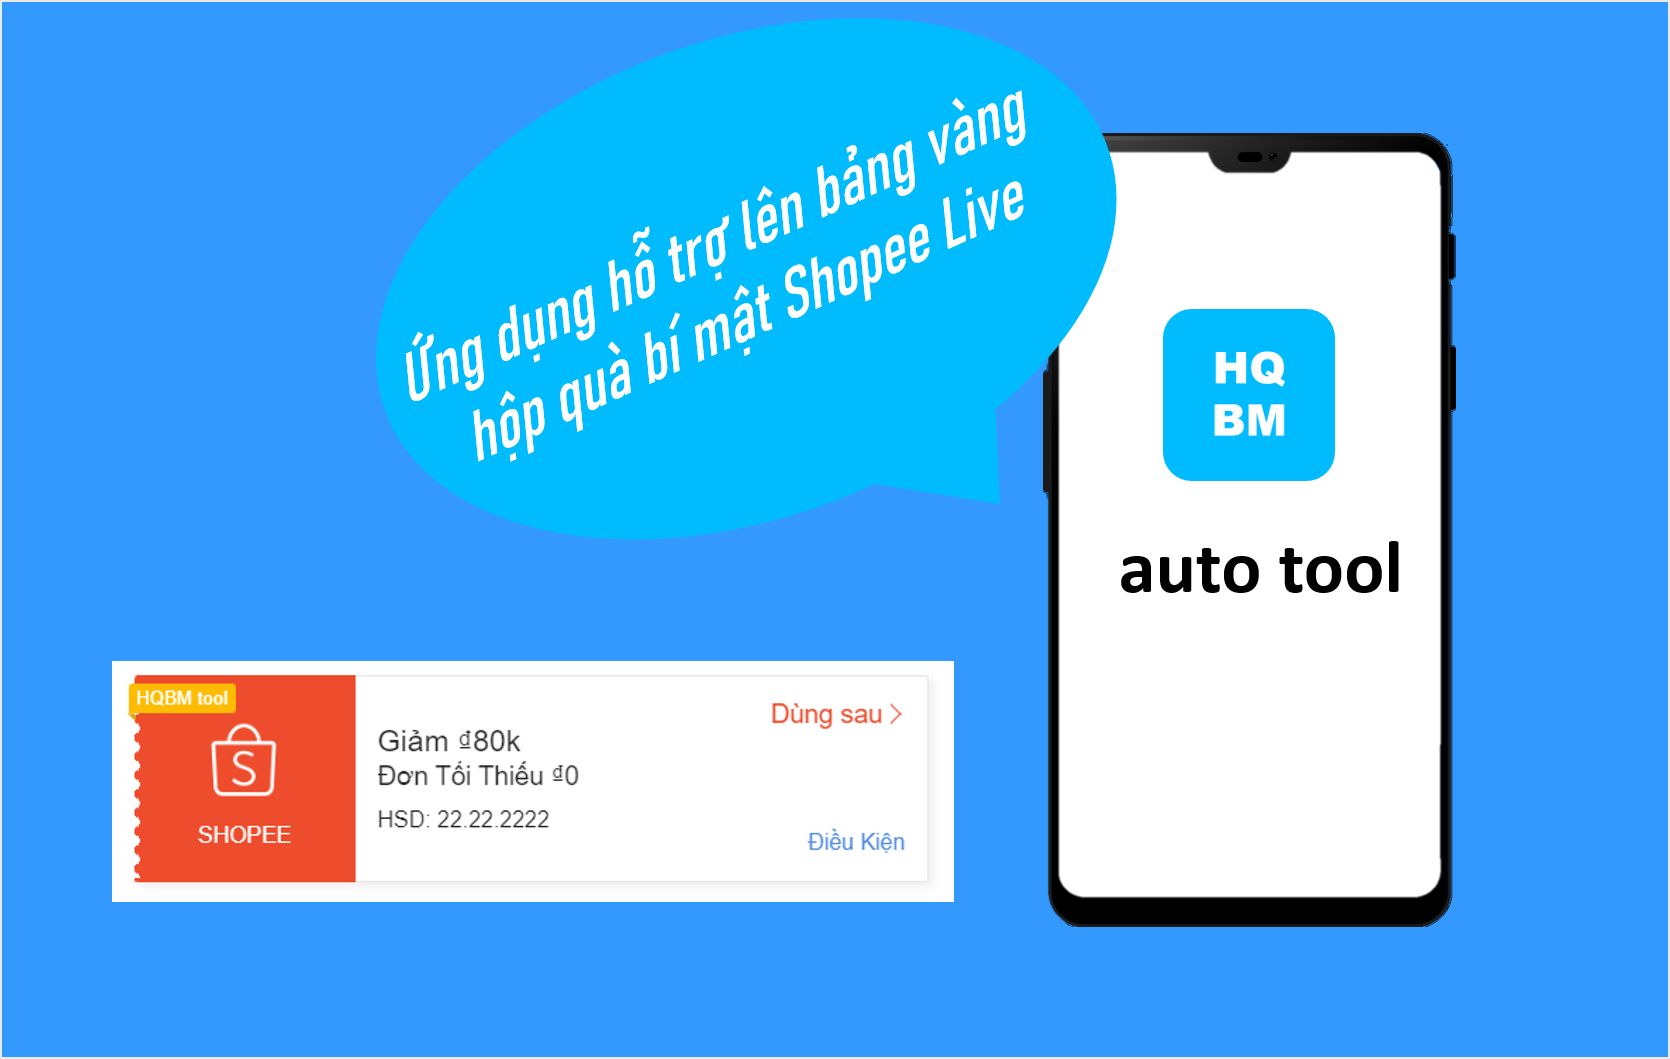 Ứng dụng hỗ trợ lên bảng vàng
hộp quà bí mật Shopee Live
HQ
BM
auto tool
HQBM tool
SHOPEE
Giảm ₫80k
Đơn Tối Thiếu ₫0
HSD: 22.22.2222
Dùng sau
Điều Kiện